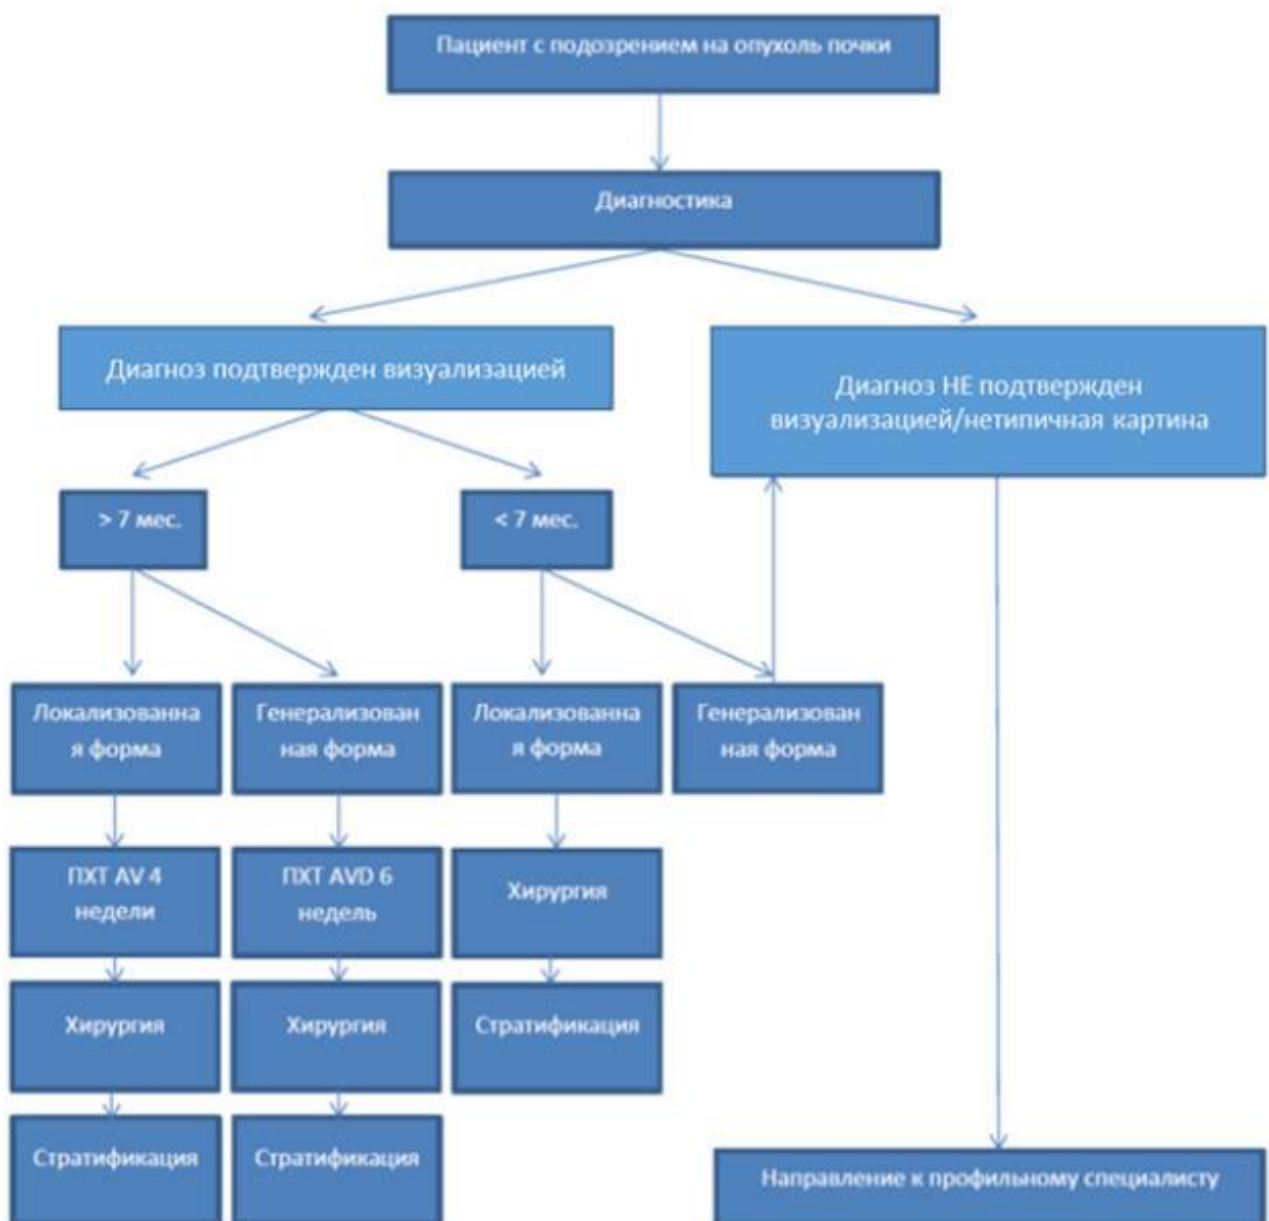 Пациент с подозрением на опухоль почки
Диагностика
Диагноз подтвержден визуализацией
Диагноз НЕ подтвержден
визуализацией/нетипичная картина
> 7 мес.
< 7 мес.
Локализованна
я форма
Генерализован
ная форма
Локализованна
я форма
Генерализован
ная форма
ПХТ AV 4
недели
ПХТ AVD 6
недель
Хирургия
Хирургия
Хирургия
Стратификация
Стратификация
Стратификация
Направление к профильному специалисту